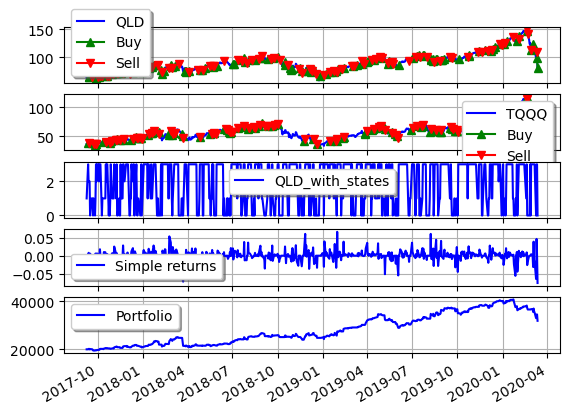 150
100
QLD
Buy
Sell
100
50
TQQQ
Buy
Sell
2
0
QLD_with_states
0.05
0.00
−0.05
Simple returns
40000
20000
Portfolio
2017-10 2018-01 2018-04 2018-07 2018-10 2019-01 2019-04 2019-07 2019-10 2020-01 2020-04